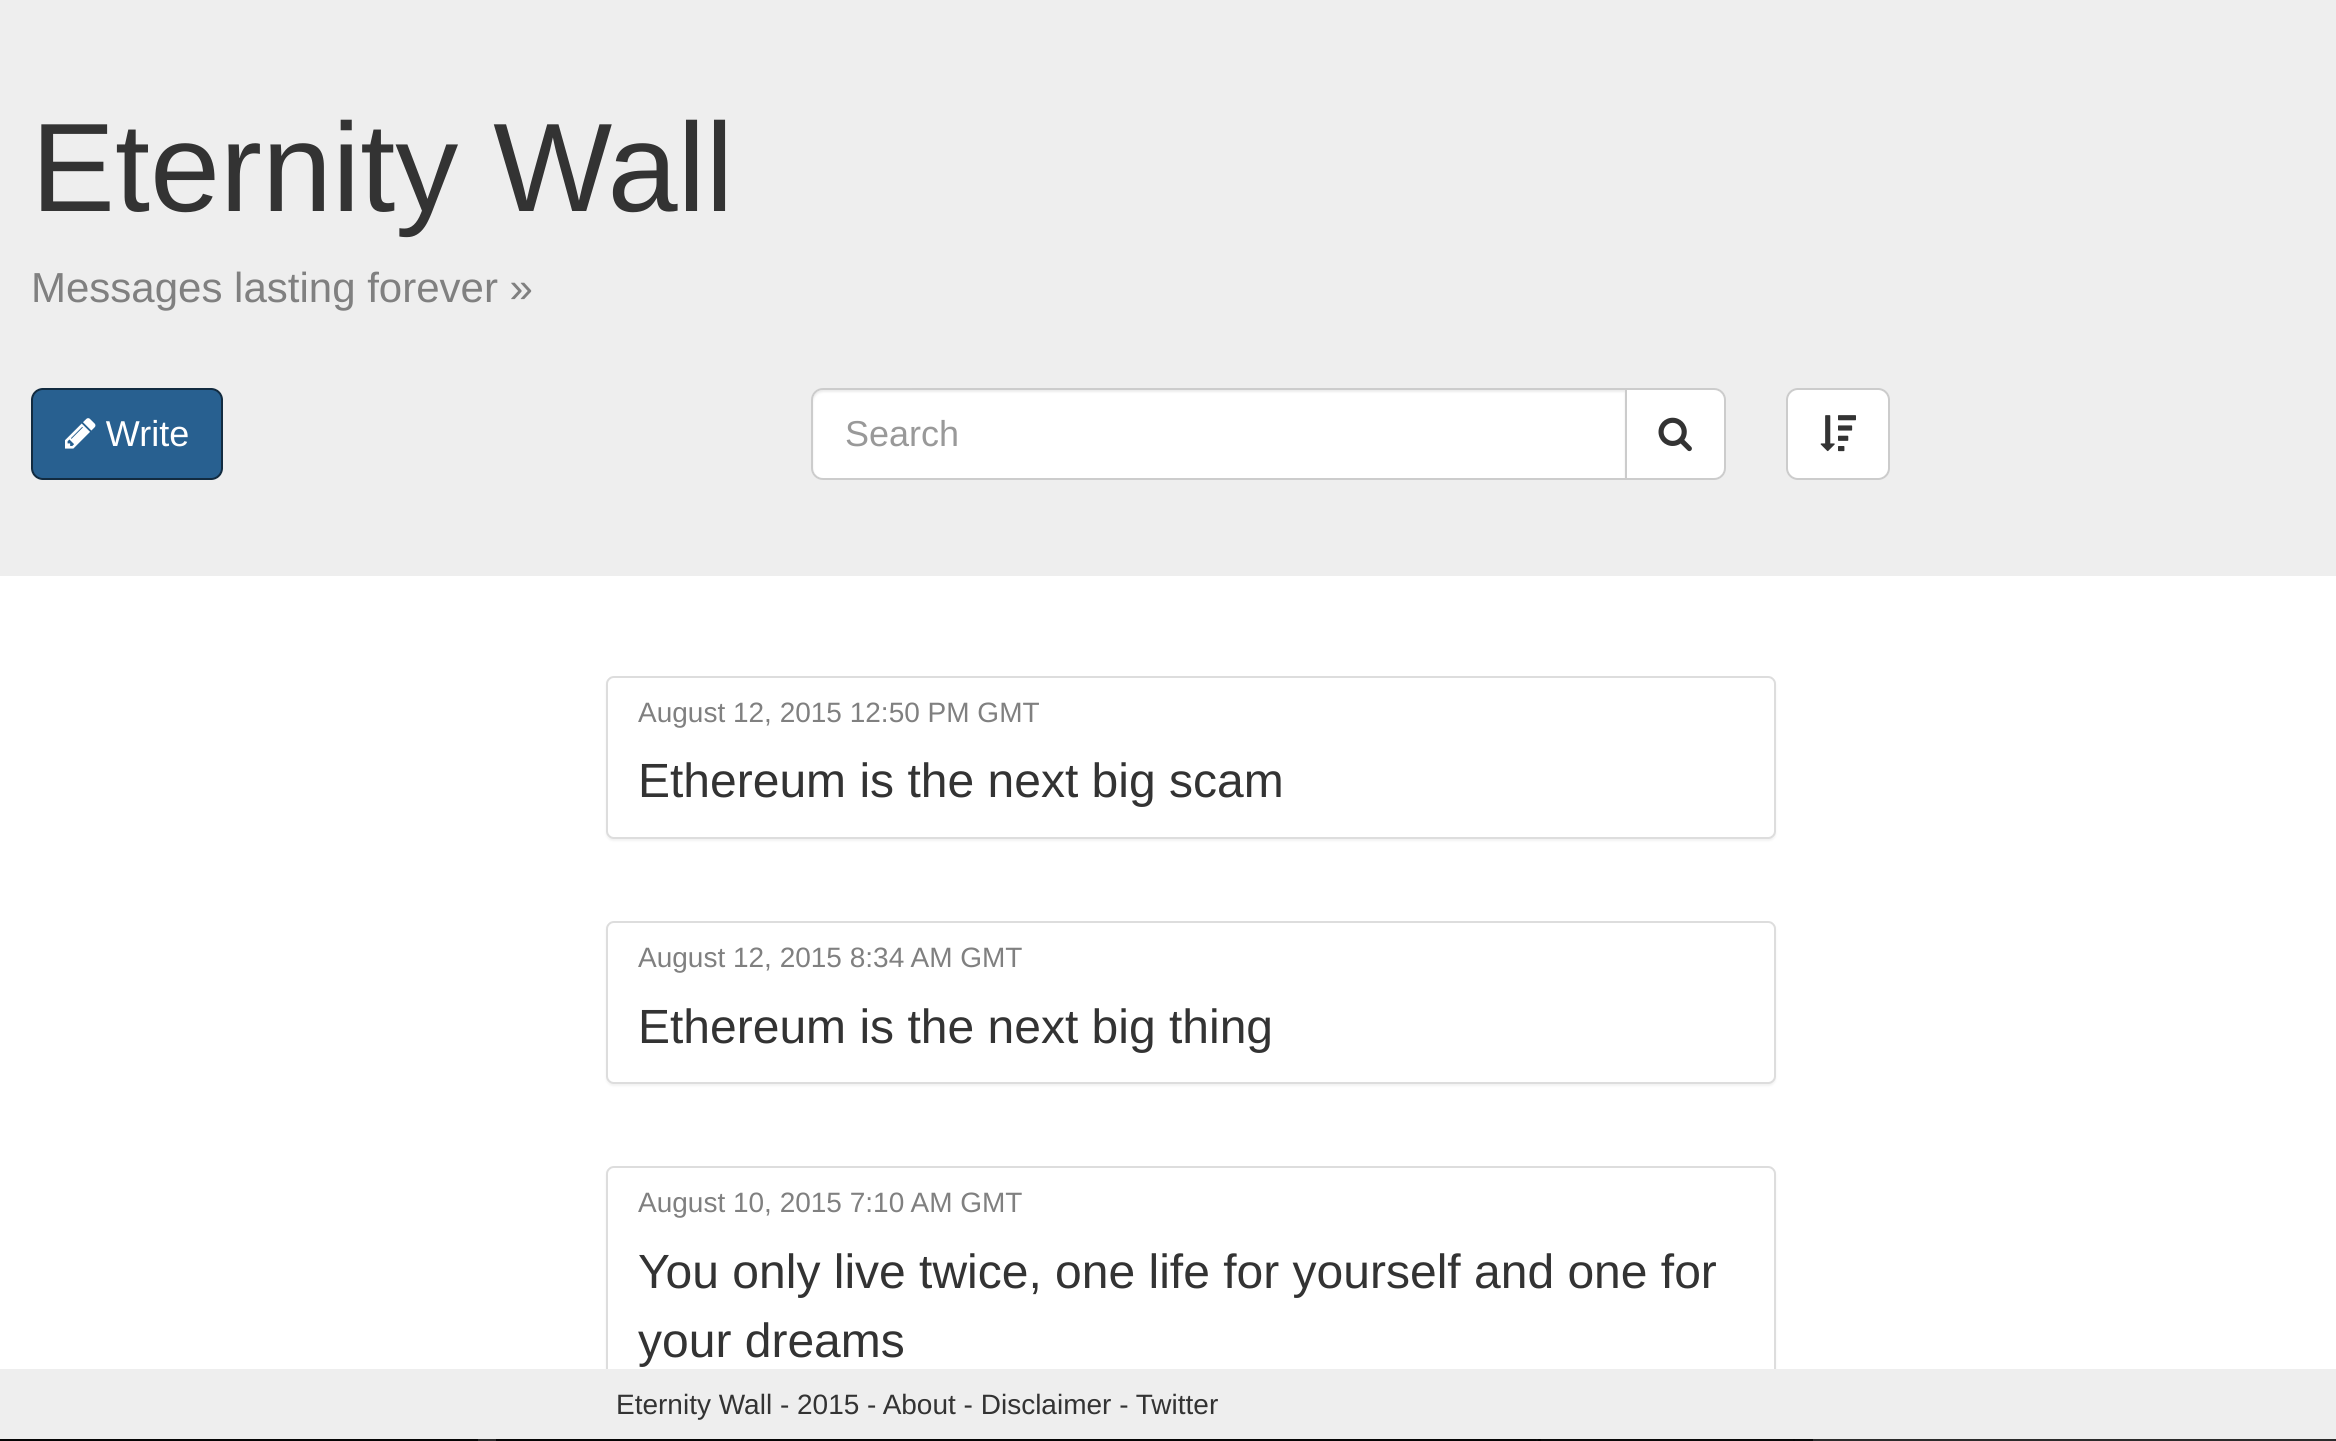 Eternity Wall
Messages lasting forever »
Write
Search
August 12, 2015 12:50 PM GMT
Ethereum is the next big scam
August 12, 2015 8:34 AM GMT
Ethereum is the next big thing
August 10, 2015 7:10 AM GMT
You only live twice, one life for yourself and one for
your dreams
Eternity Wall - 2015 - About - Disclaimer - Twitter